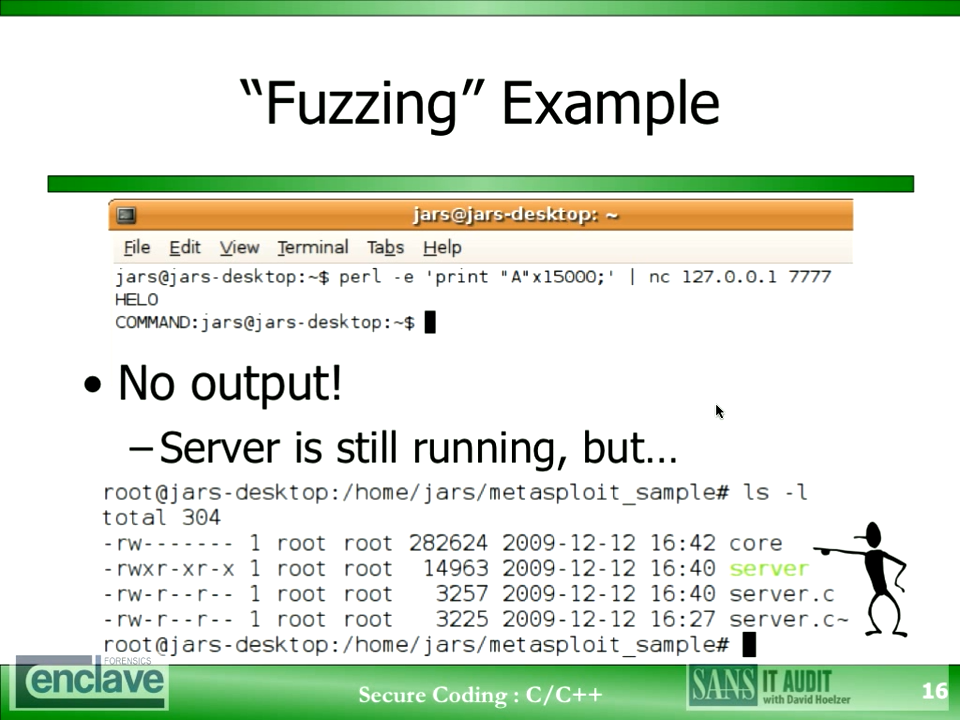 “Fuzzing” Example
jars@jars-desktop: ~
File Edit View Terminal Tabs Help
jars@jars-desktop:~$ perl -e 'print "A"x15000;' | nc 127.0.0.1 7777
HELO
COMMAND:jars@jars-desktop:~$
• No output!
–Server is still running, but…
root@jars-desktop:/home/jars/metasploit_sample# ls -l
total 304
-rw------- 1 root root 282624 2009-12-12 16:42 core
-rwxr-xr-x 1 root root 14963 2009-12-12 16:40 server
-rw-r--r-- 1 root root 3257 2009-12-12 16:40 server.c
-rw-r--r-- 1 root root 3225 2009-12-12 16:27 server.c~
root@jars-desktop:/home/jars/metasploit_sample#
FORENSICS
enclave
Secure Coding : C/C++
SANS IT AUDIT
with David Hoelzer
16